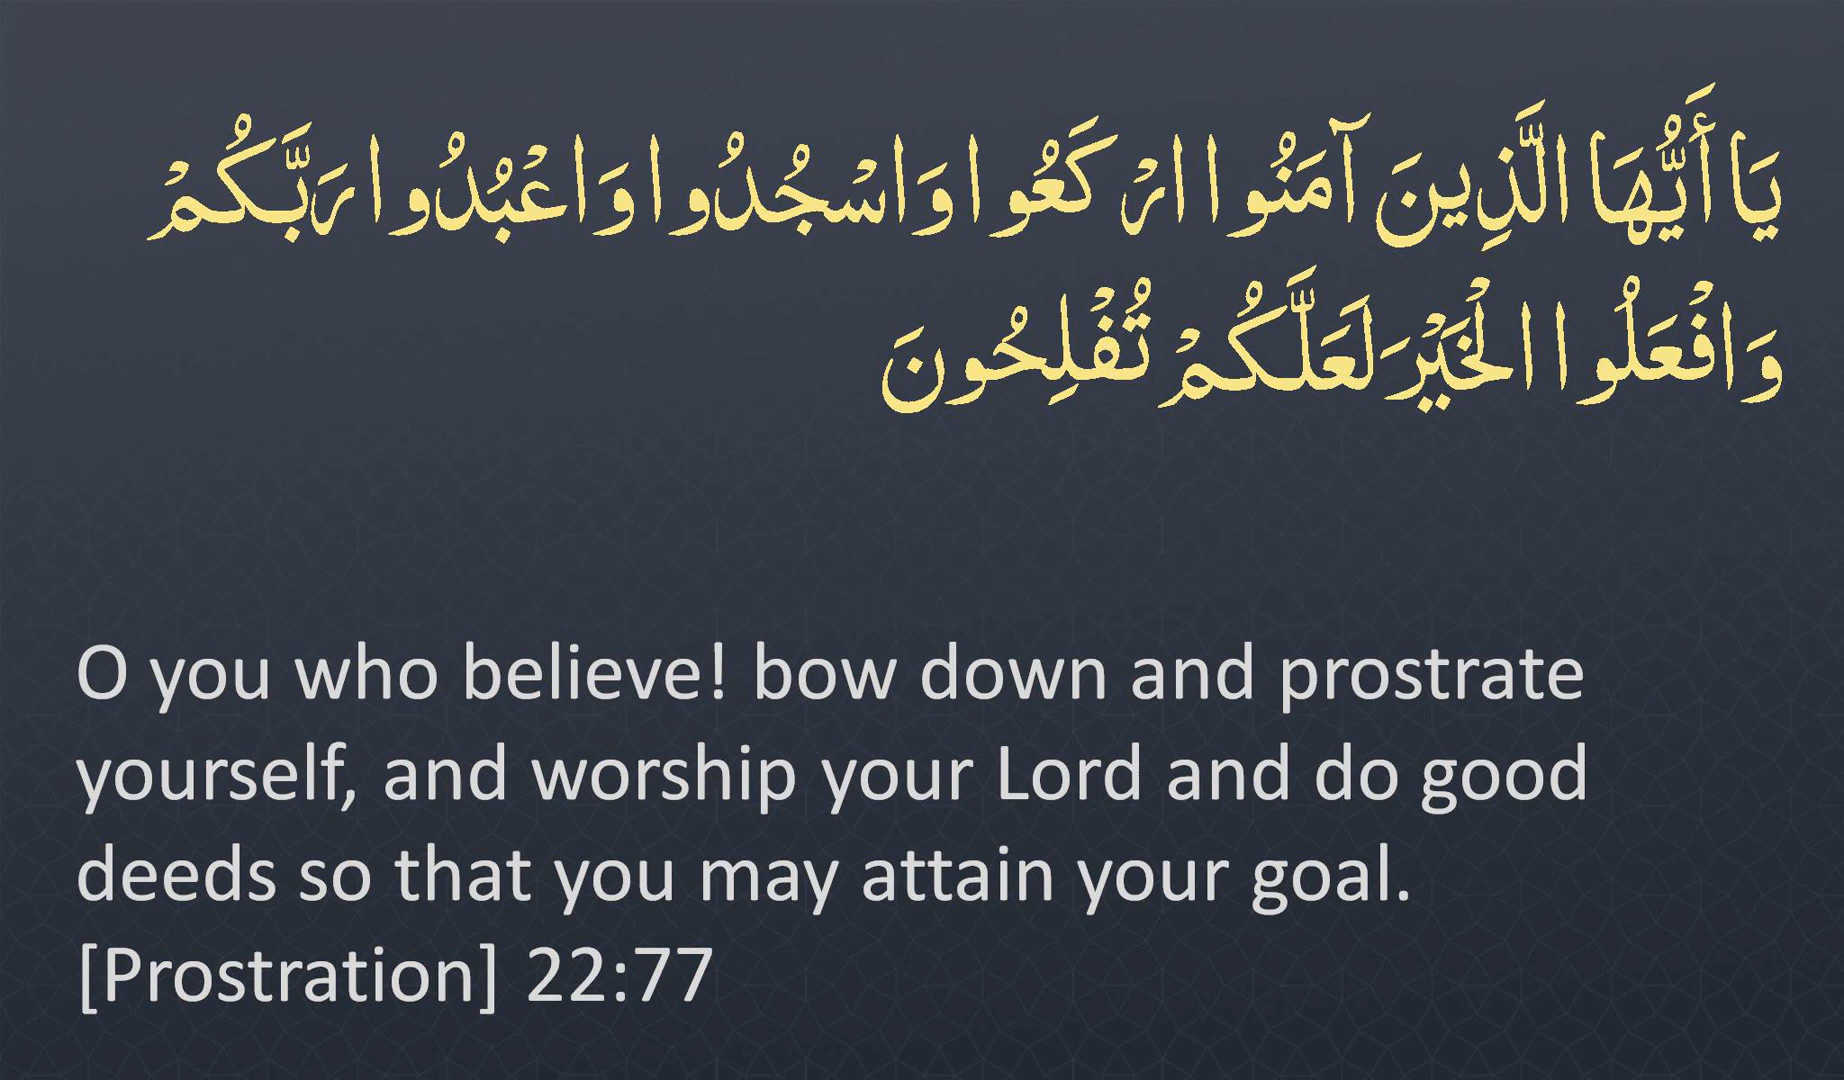 يَا أَيُّهَا الَّذِينَ آمَنُوا ارْكَعُوا وَاسْجُدُوا وَاعْبُدُوا رَبَّكُمْ
وَافْعَلُوا الْخَيْرَ لَعَلَّكُمْ تُفْلِحُونَ
O you who believe! bow down and prostrate
yourself, and worship your Lord and do good
deeds so that you may attain your goal.
[Prostration] 22:77